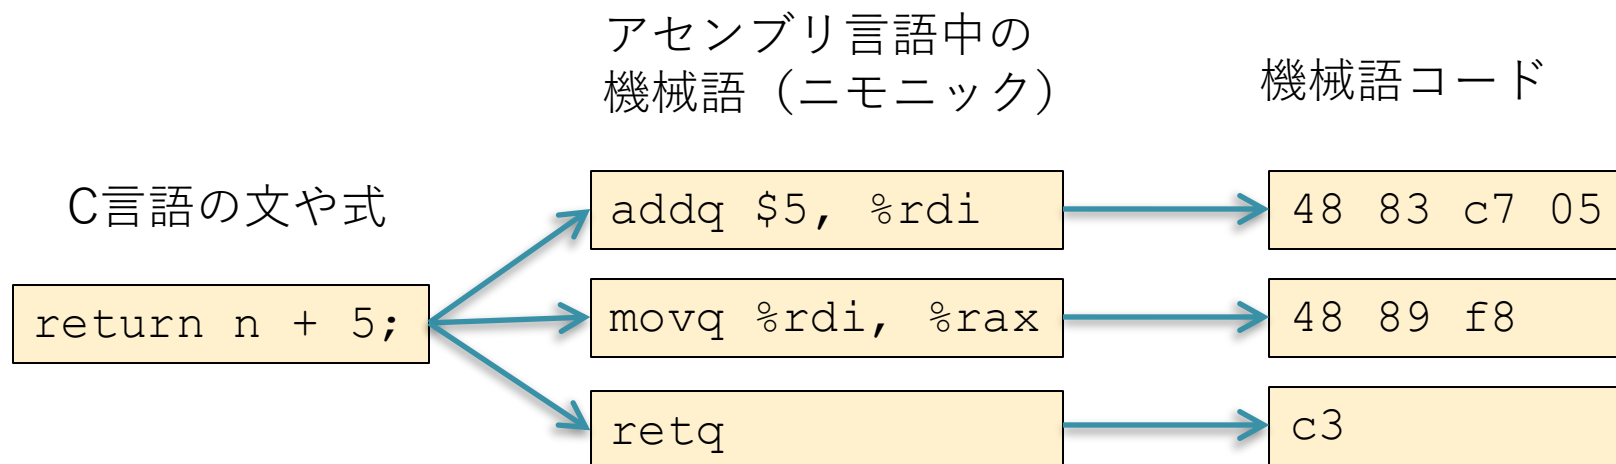 アセンブリ言語中の
機械語（ニモニック）
機械語コード
C言語の文や式
return n + 5;
addq $5, %rdi
48 83 c7 05
movq %rdi, %rax
48 89 f8
retq
c3